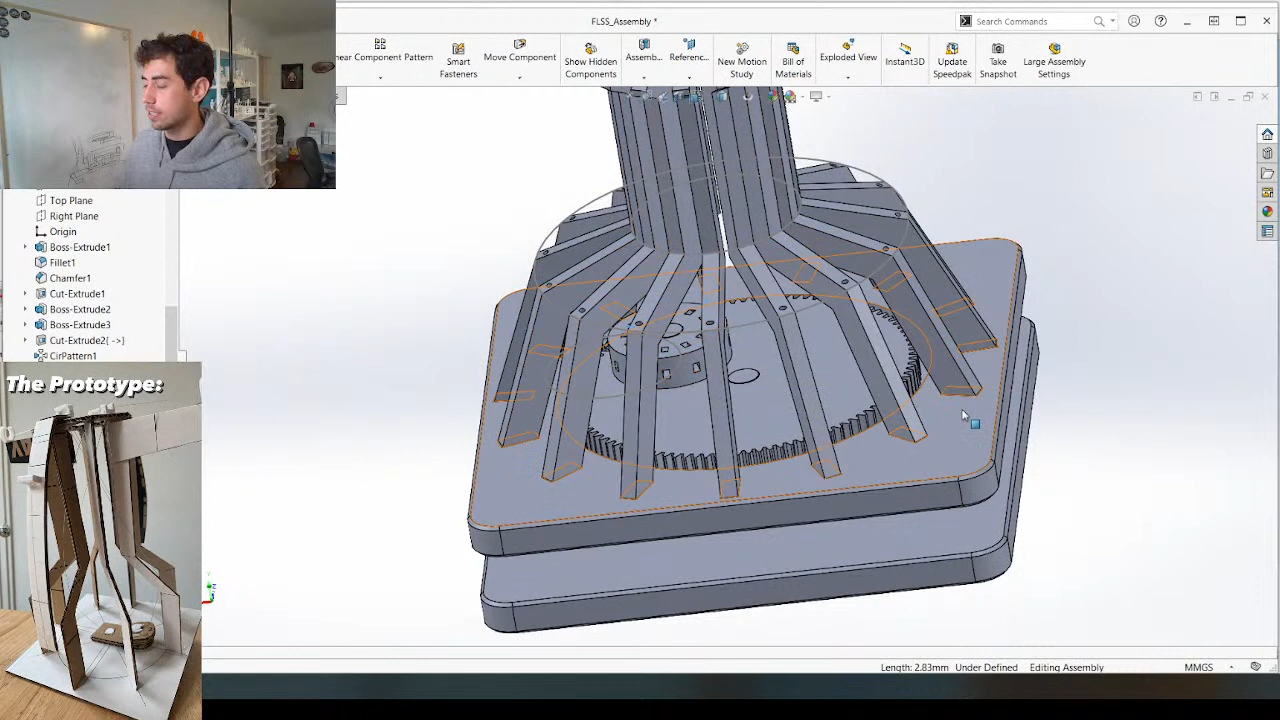 FLSS_Assembly *
Search Commands
near Component Pattern
Smart
Fasteners
Move Component
Show Hidden
Components
Assemb...
Referenc...
New Motion
Study
Bill of
Materials
Exploded View
Instant3D
Update
Speedpak
Take
Snapshot
Large Assembly
Settings
Top Plane
Right Plane
Origin
Boss-Extrude1
Fillet1
Chamfer1
Cut-Extrude1
Boss-Extrude2
Boss-Extrude3
Cut-Extrude2{ ->}
CirPattern1
The Prototype:
Length: 2.83mm
Under Defined
Editing Assembly
MMGS